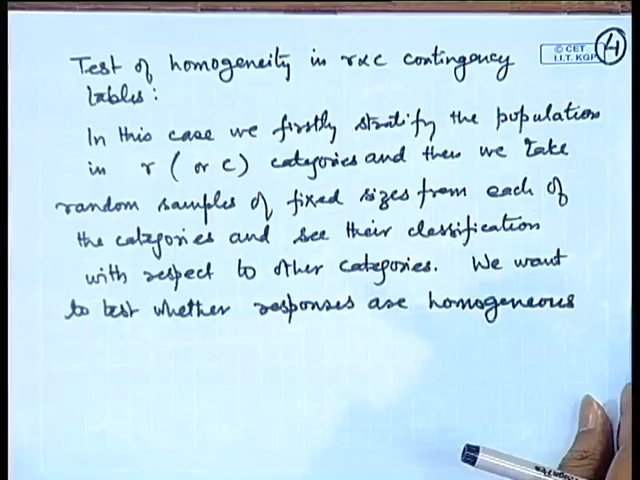 Test of homogeneity in r×c contingency
tables:
In this case we firstly stratify the population
in r (or c) categories and then we take
random samples of fixed sizes from each of
the categories and see their classification
with respect to other categories. We want
to test whether responses are homogeneous
© CET
I.I.T. KGP
4